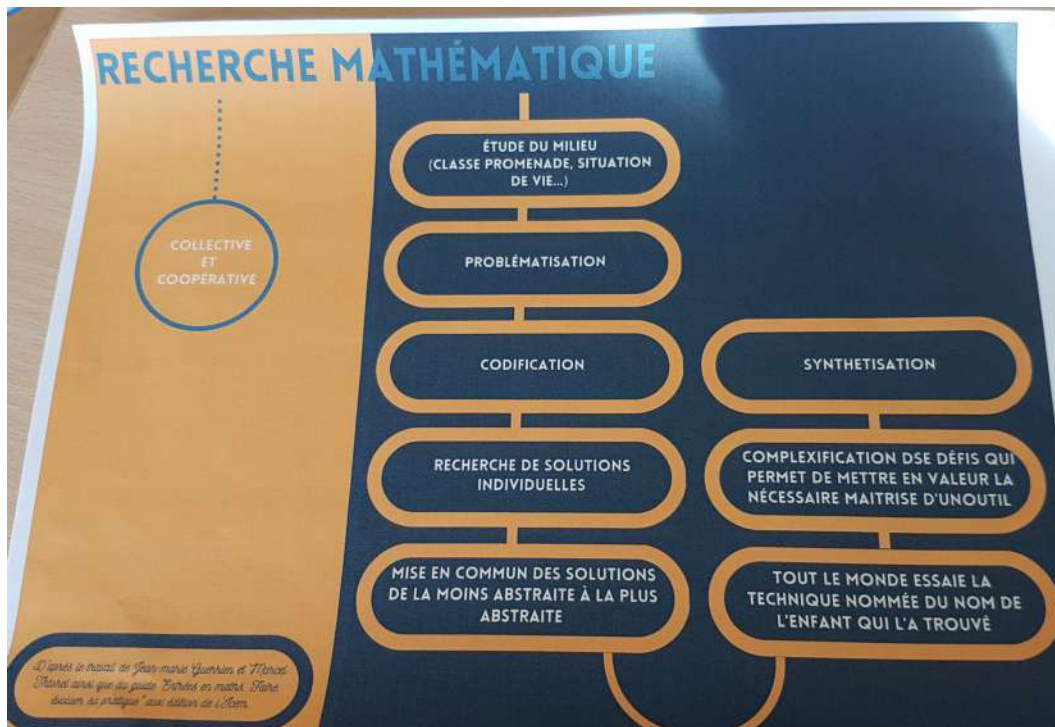 RECHERCHE MATHÉMATIQUE
COLLECTIVE
ET
COOPÉRATIVE
ÉTUDE DU MILIEU
(CLASSE PROMENADE, SITUATION
DE VIE...)
PROBLÉMATISATION
CODIFICATION
RECHERCHE DE SOLUTIONS
INDIVIDUELLES
MISE EN COMMUN DES SOLUTIONS
DE LA MOINS ABSTRAITE À LA PLUS
ABSTRAITE
TOUT LE MONDE ESSAIE LA
TECHNIQUE NOMMÉE DU NOM DE
L'ENFANT QUI L'A TROUVÉ
COMPLEXIFICATION DSE DÉFIS QUI
PERMET DE METTRE EN VALEUR LA
NÉCESSAIRE MAITRISE D'UNOUTIL
SYNTHETISATION
D'après le travail de Jean-marie Guerrien et Marcel
Thorel ainsi que du guide "Entrées en maths. Faire
évoluer sa pratique" aux édition de l'Icem